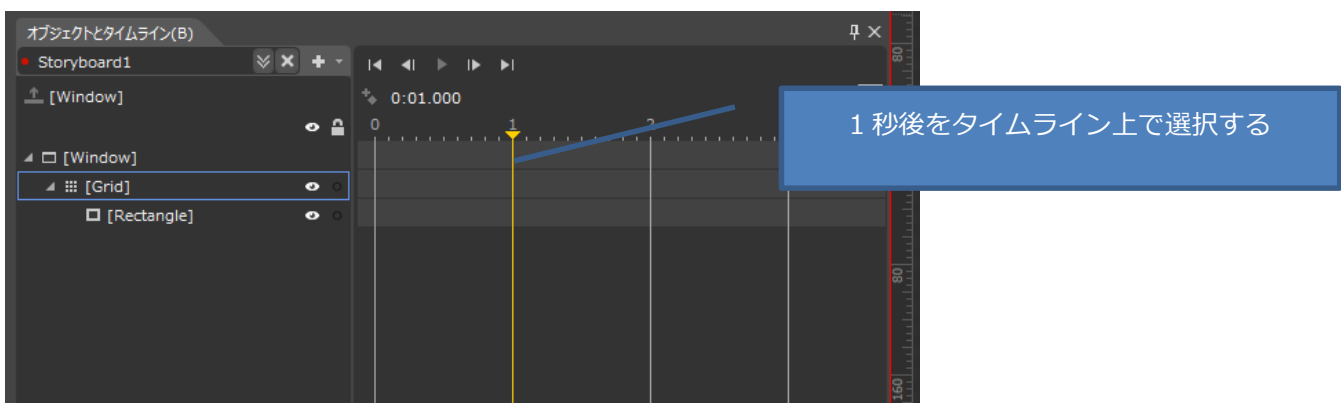 オブジェクトとタイムライン(B)
Storyboard1
[Window]
0:01.000
0 1 2
[Window]
[Grid]
[Rectangle]
80
80
160
1 秒後をタイムライン上で選択する